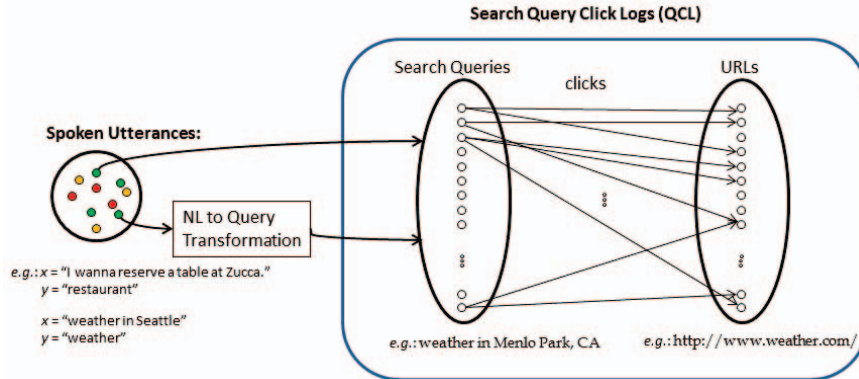 Search Query Click Logs (QCL)
Search Queries
clicks
URLs
Spoken Utterances:
NL to Query
Transformation
e.g.: x = "I wanna reserve a table at Zucca."
y = "restaurant"
x = "weather in Seattle"
y = "weather"
e.g.: weather in Menlo Park, CA
e.g.: http://www.weather.com/